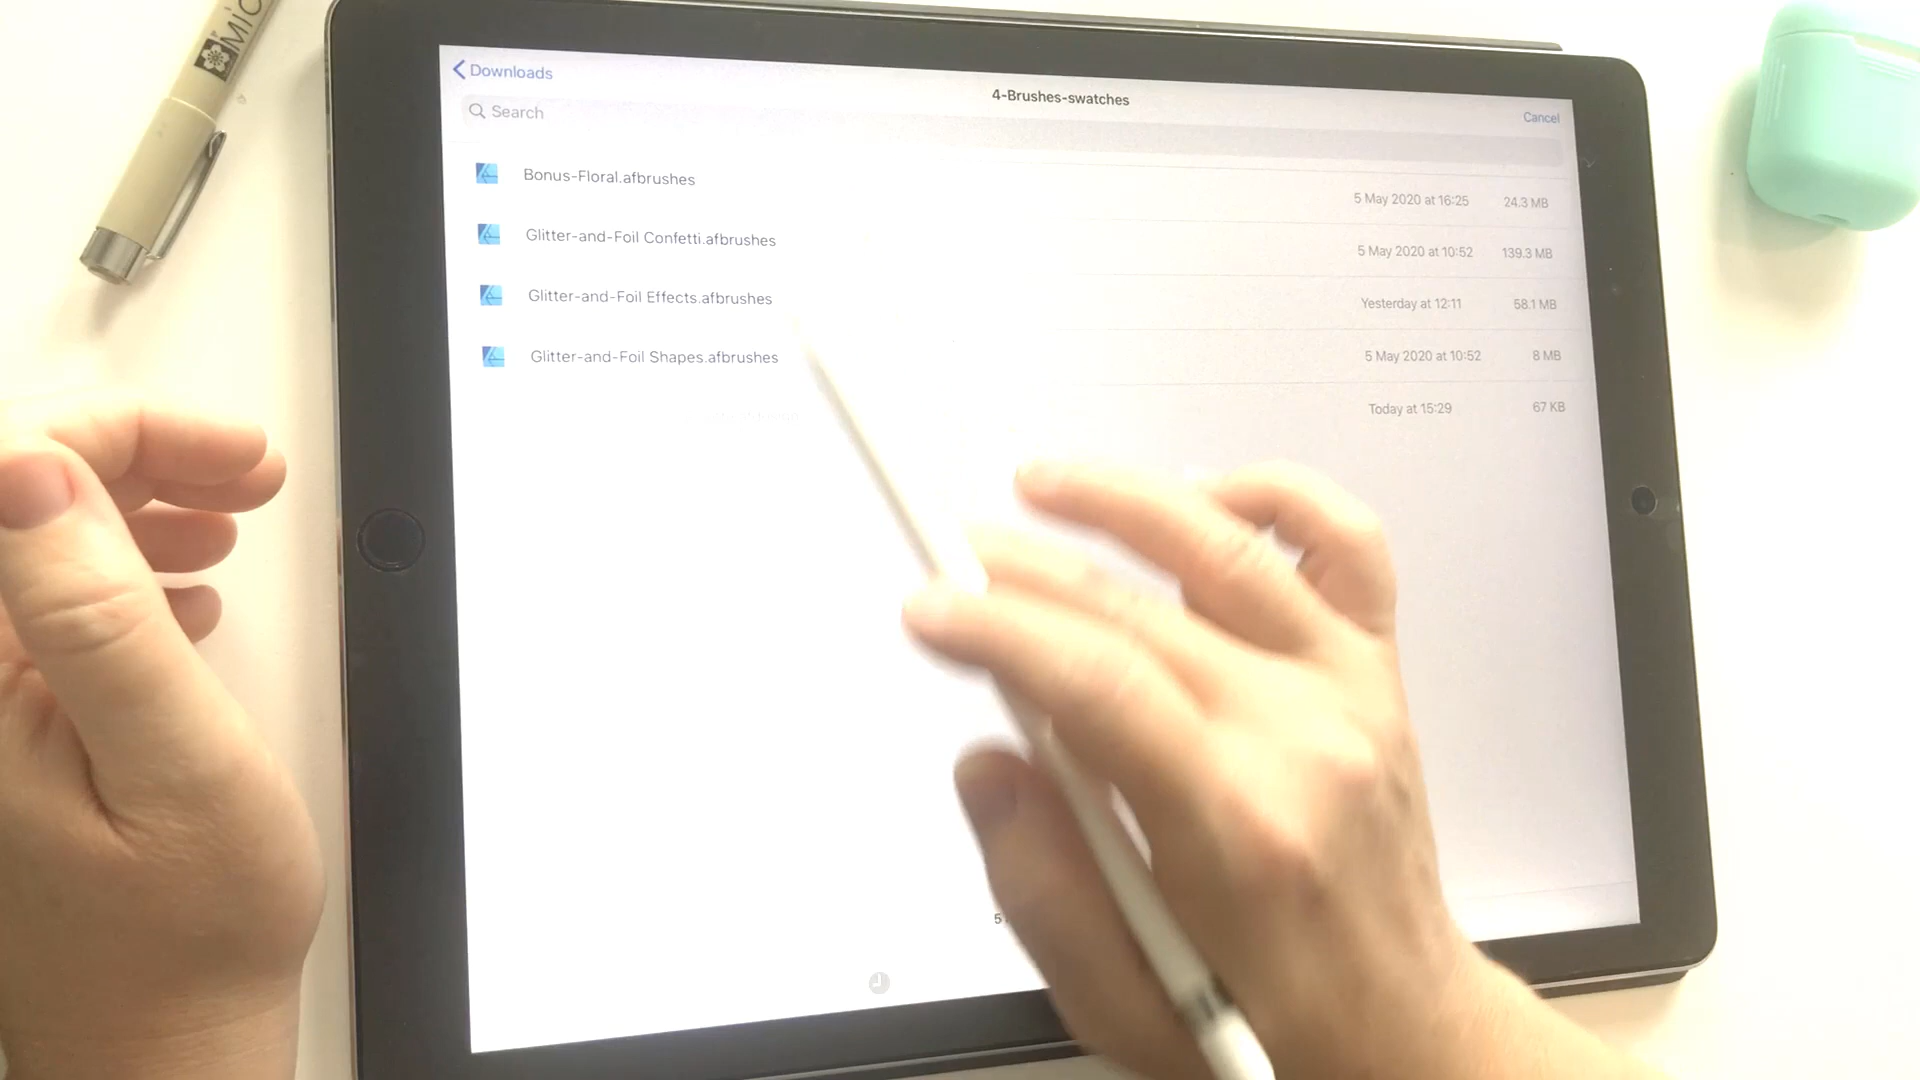 MIC
Downloads
4-Brushes-swatches
Cancel
Search
Bonus-Floral.afbrushes
5 May 2020 at 16:25 24.3 MB
Glitter-and-Foil Confetti.afbrushes
5 May 2020 at 10:52 139.3 MB
Glitter-and-Foil Effects.afbrushes
Yesterday at 12:11 58.1 MB
Glitter-and-Foil Shapes.afbrushes
5 May 2020 at 10:52 8 MB
Today at 15:29 67 KB
5